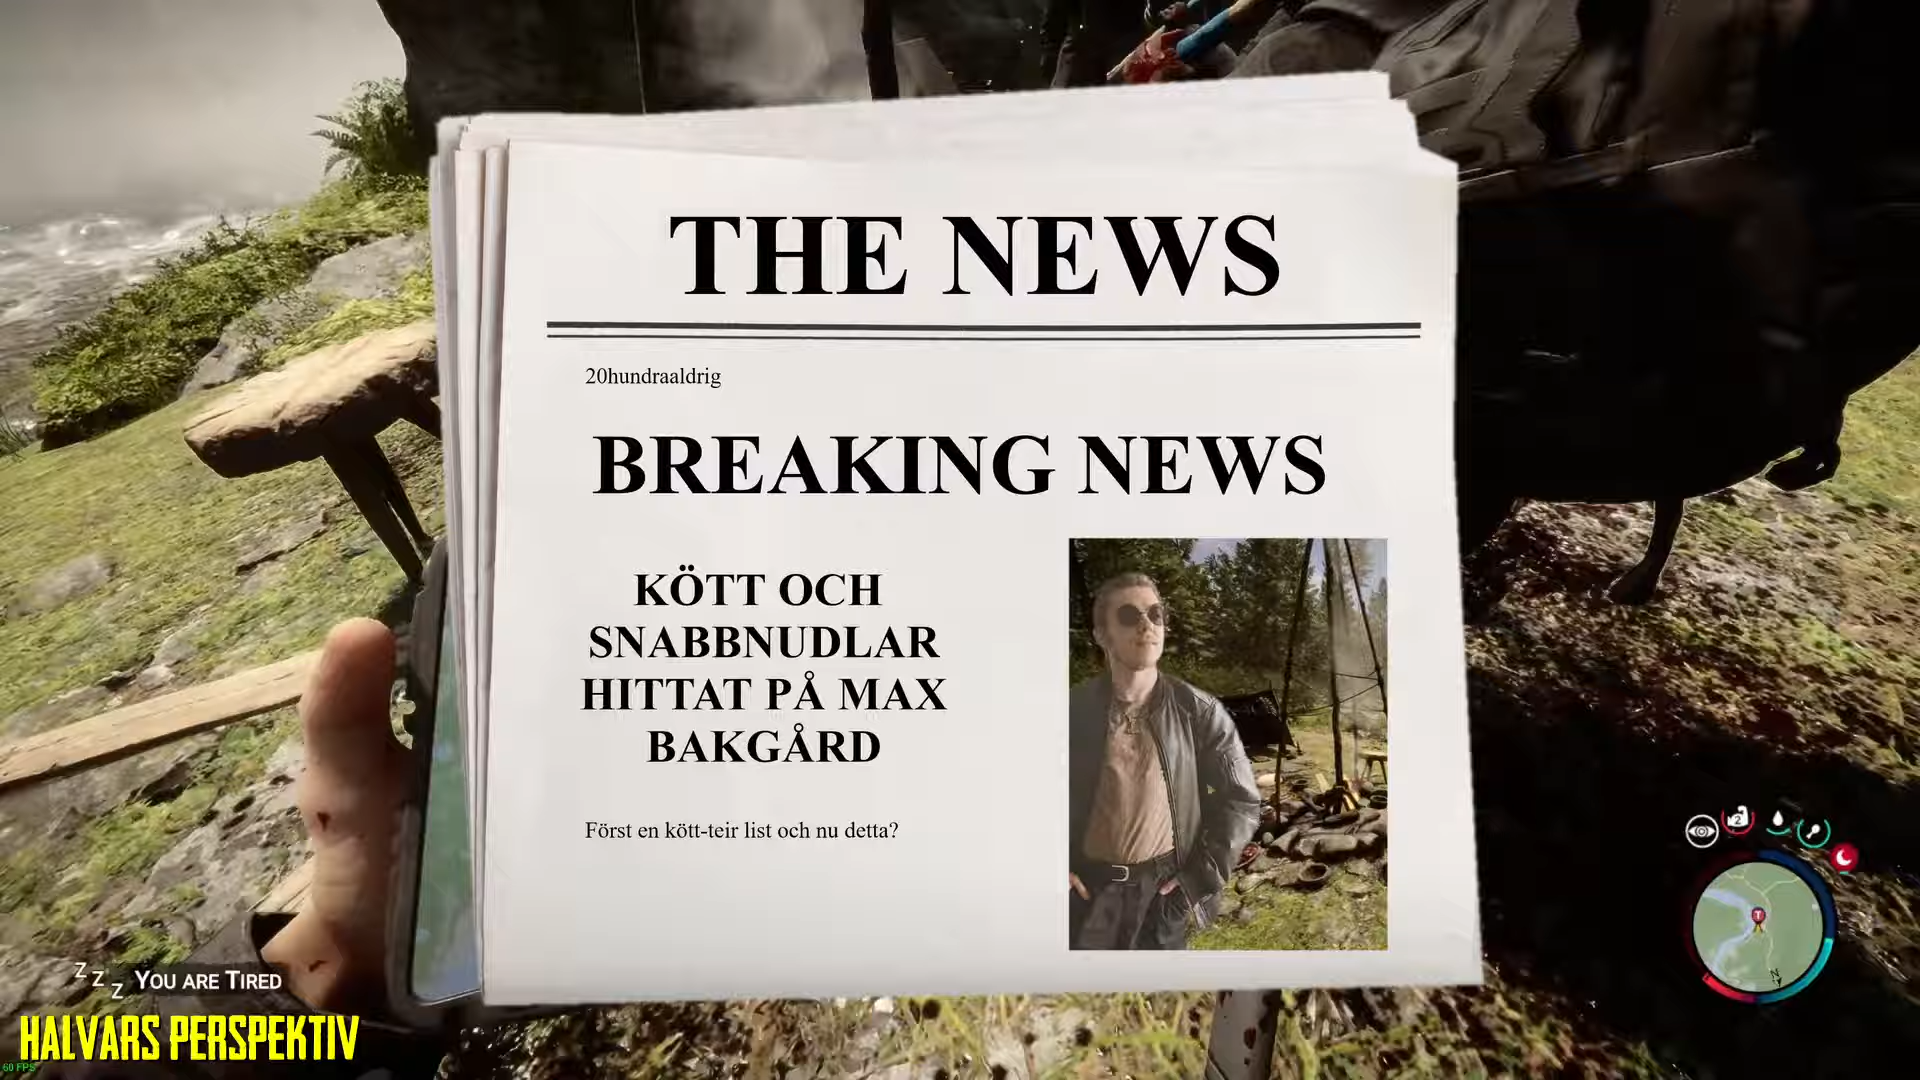 THE NEWS
20hundraaldrig
BREAKING NEWS
KÖTT OCH
SNABBNUDLAR
HITTAT PÅ MAX
BAKGÅRD
Först en kött-teir list och nu detta?
2
T
N
Z Z Z YOU ARE TIRED
HALVARS PERSPEKTIV
60 FPS